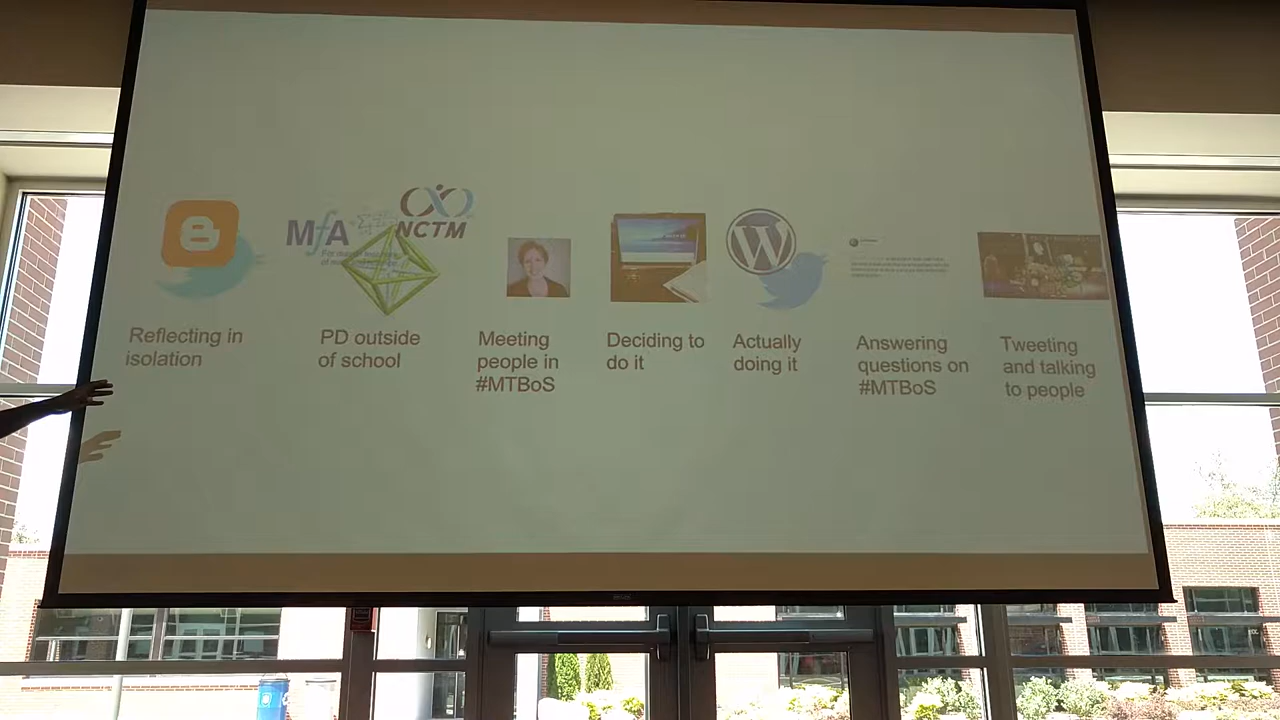 MfA
NCTM
Reflecting in
isolation
PD outside
of school
Meeting
people in
#MTBoS
Deciding to
do it
Actually
doing it
Answering
questions on
#MTBoS
Tweeting
and talking
to people